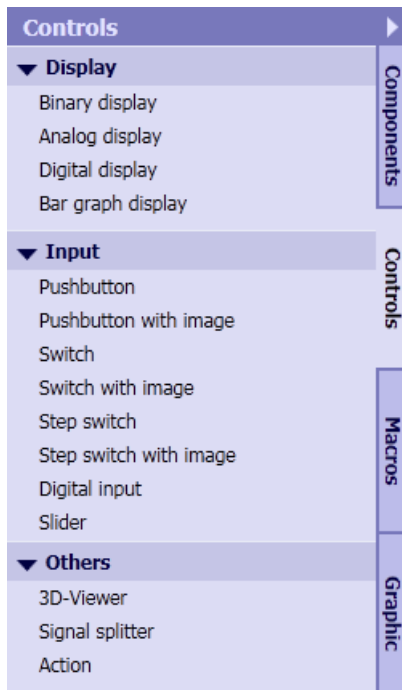 Controls
Display
Binary display
Analog display
Digital display
Bar graph display
Input
Pushbutton
Pushbutton with image
Switch
Switch with image
Step switch
Step switch with image
Digital input
Slider
Others
3D-Viewer
Signal splitter
Action
Components
Controls
Macros
Graphic